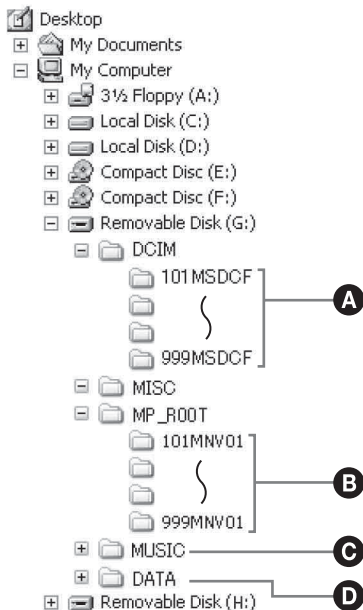 Desktop
My Documents
My Computer
3½ Floppy (A:)
Local Disk (C:)
Local Disk (D:)
Compact Disc (E:)
Compact Disc (F:)
Removable Disk (G:)
DCIM
101MSDCF
A
999MSDCF
MISC
MP_ROOT
101MNV01
B
999MNV01
MUSIC
C
DATA
D
Removable Disk (H:)